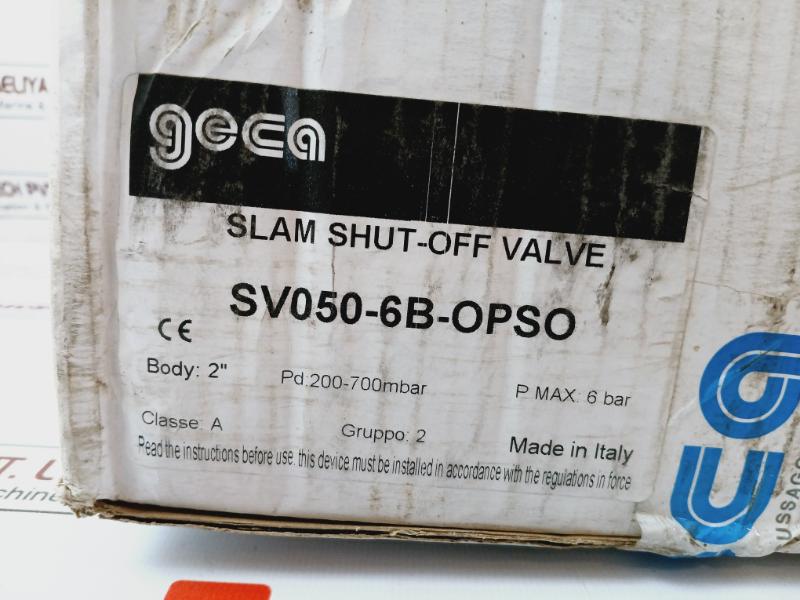 geca
SLAM SHUT-OFF VALVE
SV050-6B-OPSO
CE
Body: 2"
Pd:200-700mbar
P MAX: 6 bar
Classe: A
Gruppo: 2
Made in Italy
Read the instructions before use, this device must be installed in accordance with the regulations in force
USSAGO